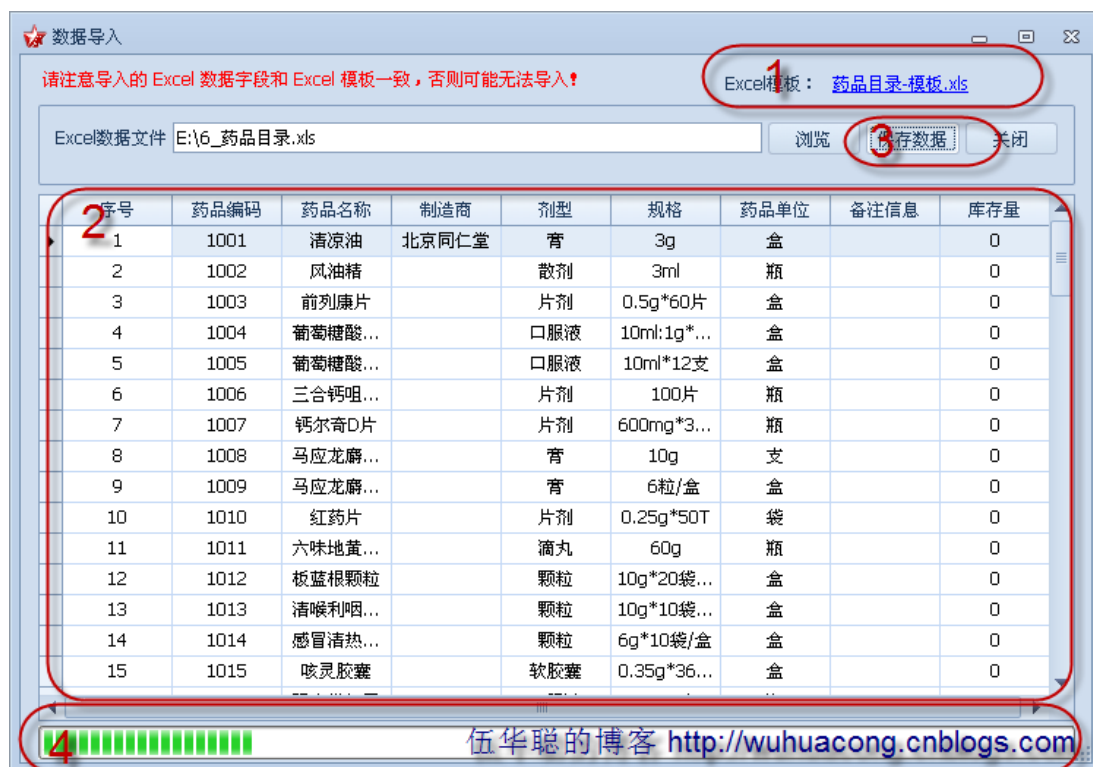 数据导入
请注意导入的 Excel 数据字段和 Excel 模板一致，否则可能无法导入！
1
Excel模板： 药品目录-模板.xls
Excel数据文件 E:\6_药品目录.xls 浏览 保存数据 关闭
3
2
序号 药品编码 药品名称 制造商 剂型 规格 药品单位 备注信息 库存量
1 1001 清凉油 北京同仁堂 膏 3g 盒 0
2 1002 风油精 散剂 3ml 瓶 0
3 1003 前列康片 片剂 0.5g*60片 盒 0
4 1004 葡萄糖酸... 口服液 10ml:1g*... 盒 0
5 1005 葡萄糖酸... 口服液 10ml*12支 盒 0
6 1006 三合钙咀... 片剂 100片 瓶 0
7 1007 钙尔奇D片 片剂 600mg*3... 瓶 0
8 1008 马应龙麝... 膏 10g 支 0
9 1009 马应龙麝... 膏 6粒/盒 盒 0
10 1010 红药片 片剂 0.25g*50T 袋 0
11 1011 六味地黄... 滴丸 60g 瓶 0
12 1012 板蓝根颗粒 颗粒 10g*20袋... 盒 0
13 1013 清喉利咽... 颗粒 10g*10袋... 盒 0
14 1014 感冒清热... 颗粒 6g*10袋/盒 盒 0
15 1015 咳灵胶囊 软胶囊 0.35g*36... 盒 0
4
伍华聪的博客 http://wuhuacong.cnblogs.com